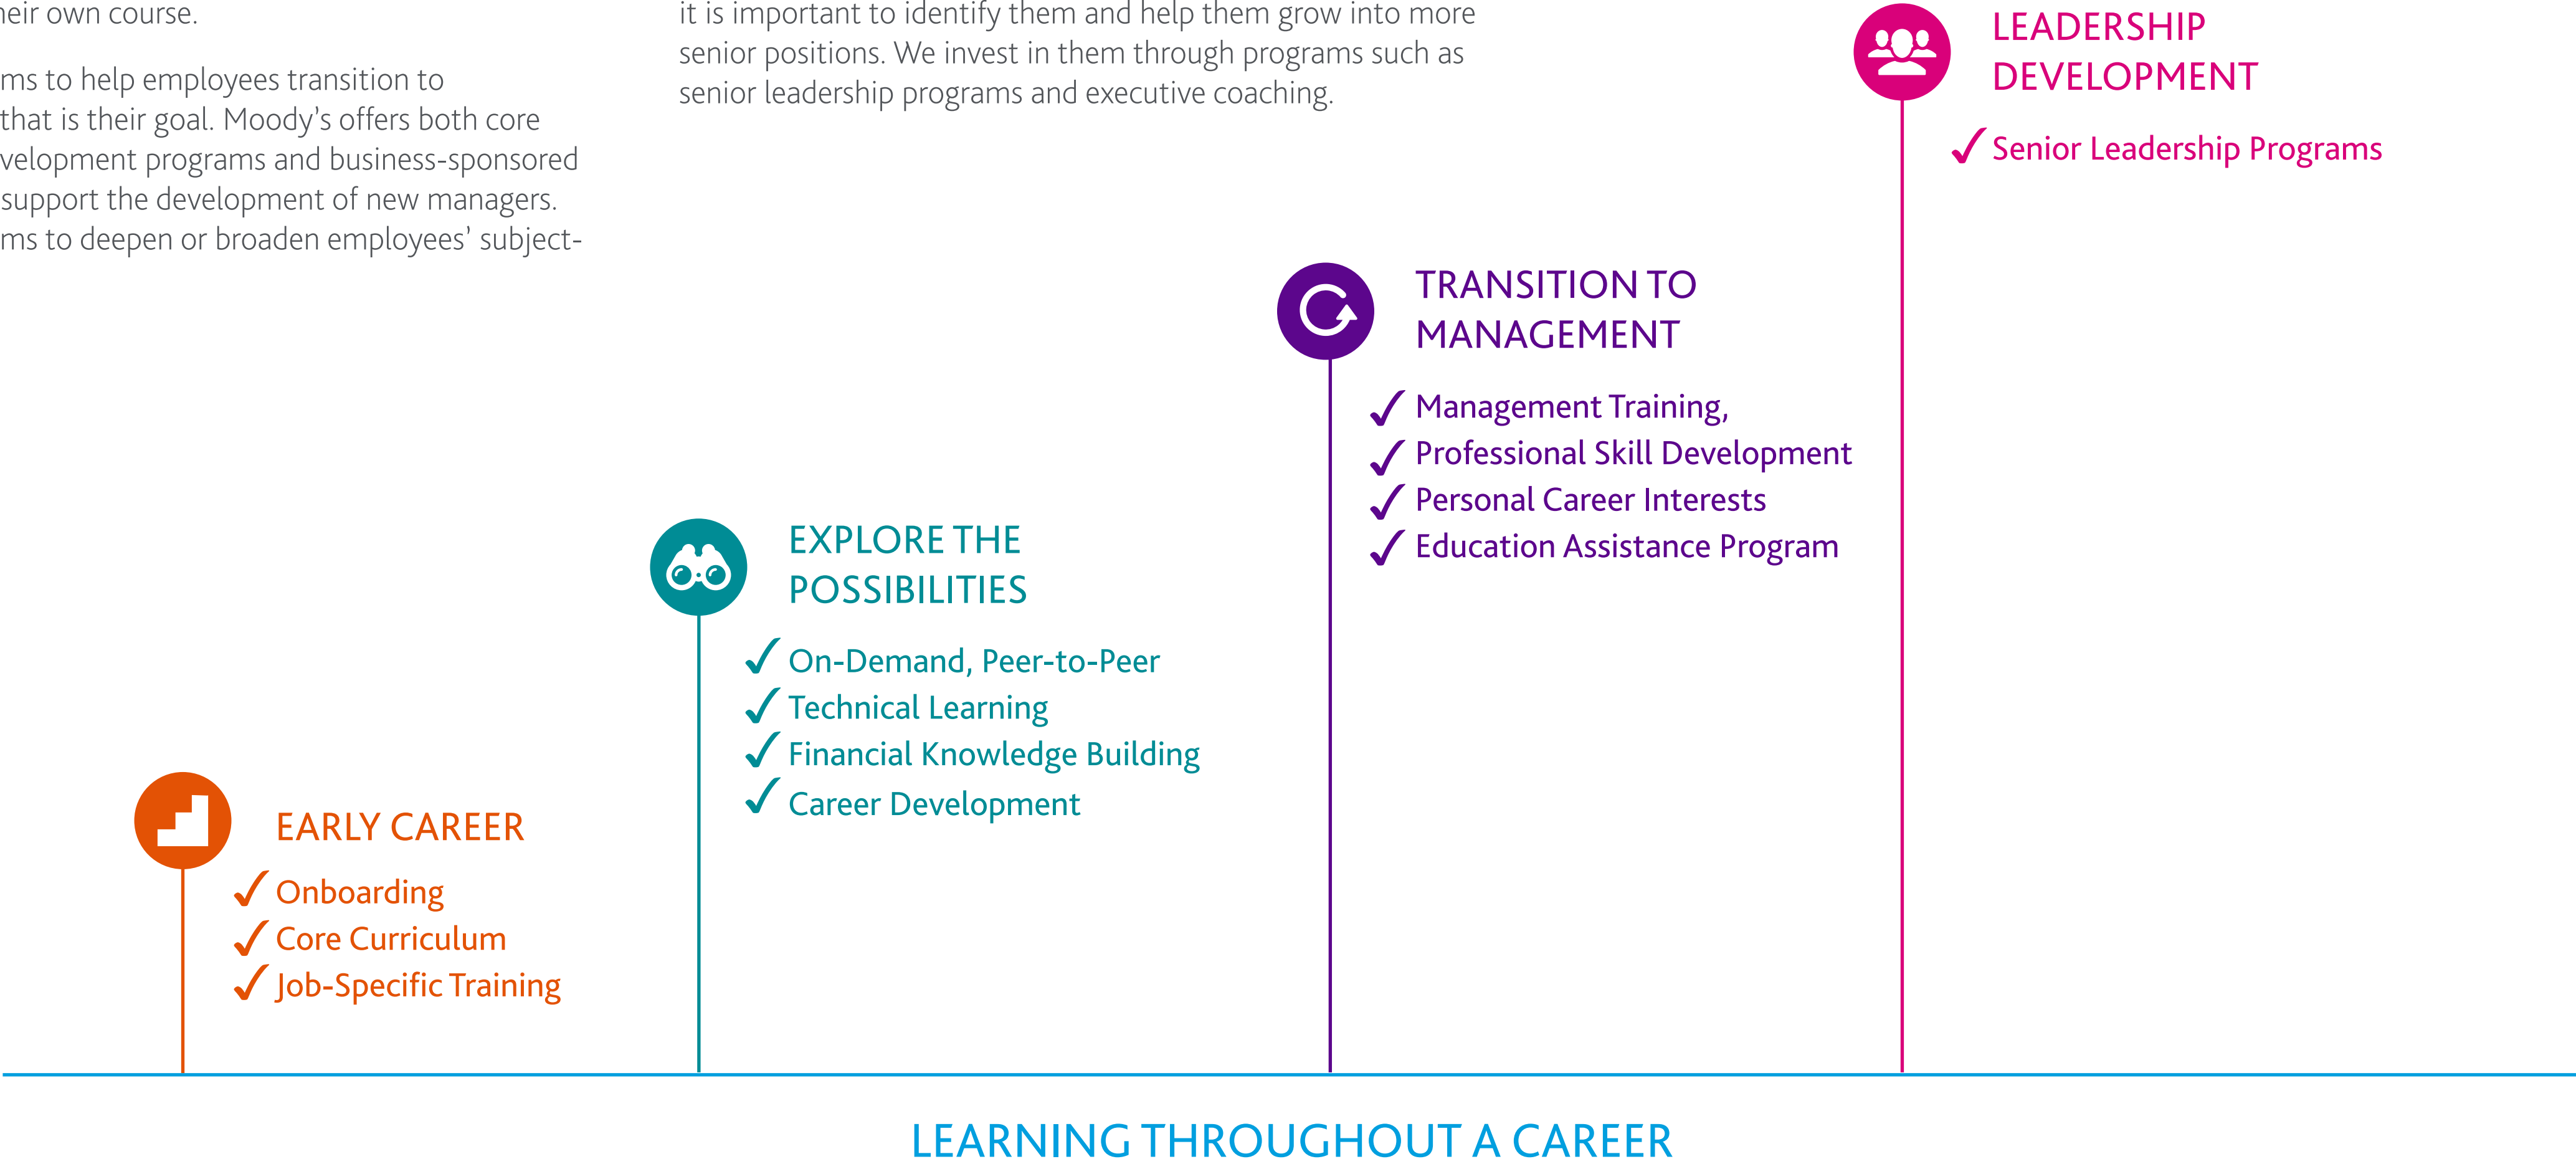 their own course.
ms to help employees transition to
that is their goal. Moody's offers both core
velopment programs and business-sponsored
support the development of new managers.
ms to deepen or broaden employees' subject-
it is important to identify them and help them grow into more
senior positions. We invest in them through programs such as
senior leadership programs and executive coaching.
LEADERSHIP
DEVELOPMENT
✓ Senior Leadership Programs
TRANSITION TO
MANAGEMENT
✓ Management Training,
✓ Professional Skill Development
✓ Personal Career Interests
✓ Education Assistance Program
EXPLORE THE
POSSIBILITIES
✓ On-Demand, Peer-to-Peer
✓ Technical Learning
✓ Financial Knowledge Building
✓ Career Development
EARLY CAREER
✓ Onboarding
✓ Core Curriculum
✓ Job-Specific Training
LEARNING THROUGHOUT A CAREER